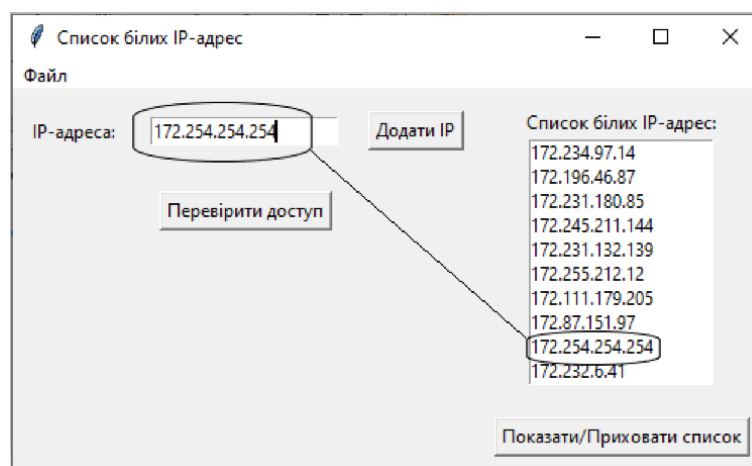 Список білих IP-адрес
Файл
IP-адреса:
172.254.254.254
Додати IP
Перевірити доступ
Список білих IP-адрес:
172.234.97.14
172.196.46.87
172.231.180.85
172.245.211.144
172.231.132.139
172.255.212.12
172.111.179.205
172.87.151.97
172.254.254.254
172.232.6.41
Показати/Приховати список